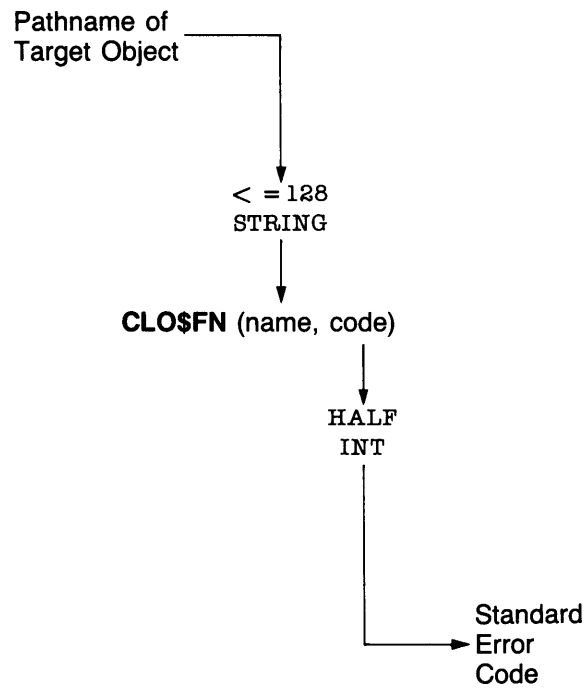 Pathname of
Target Object
< =128
STRING
CLO$FN (name, code)
HALF
INT
Standard
Error
Code